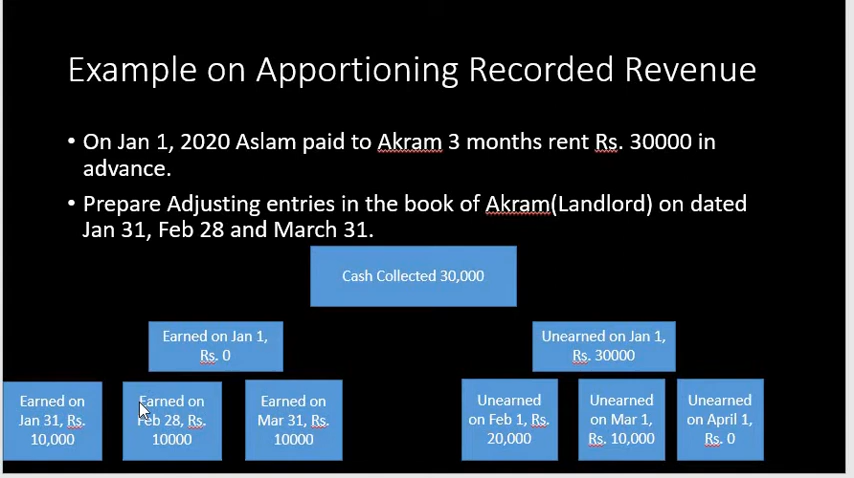 Example on Apportioning Recorded Revenue
• On Jan 1, 2020 Aslam paid to Akram 3 months rent Rs. 30000 in
advance.
• Prepare Adjusting entries in the book of Akram(Landlord) on dated
Jan 31, Feb 28 and March 31.
Cash Collected 30,000
Earned on Jan 1,
Rs. 0
Unearned on Jan 1,
Rs. 30000
Earned on
Jan 31, Rs.
10,000
Earned on
Feb 28, Rs.
10000
Earned on
Mar 31, Rs.
10000
Unearned
on Feb 1, Rs.
20,000
Unearned
on Mar 1,
Rs. 10,000
Unearned
on April 1,
Rs. 0